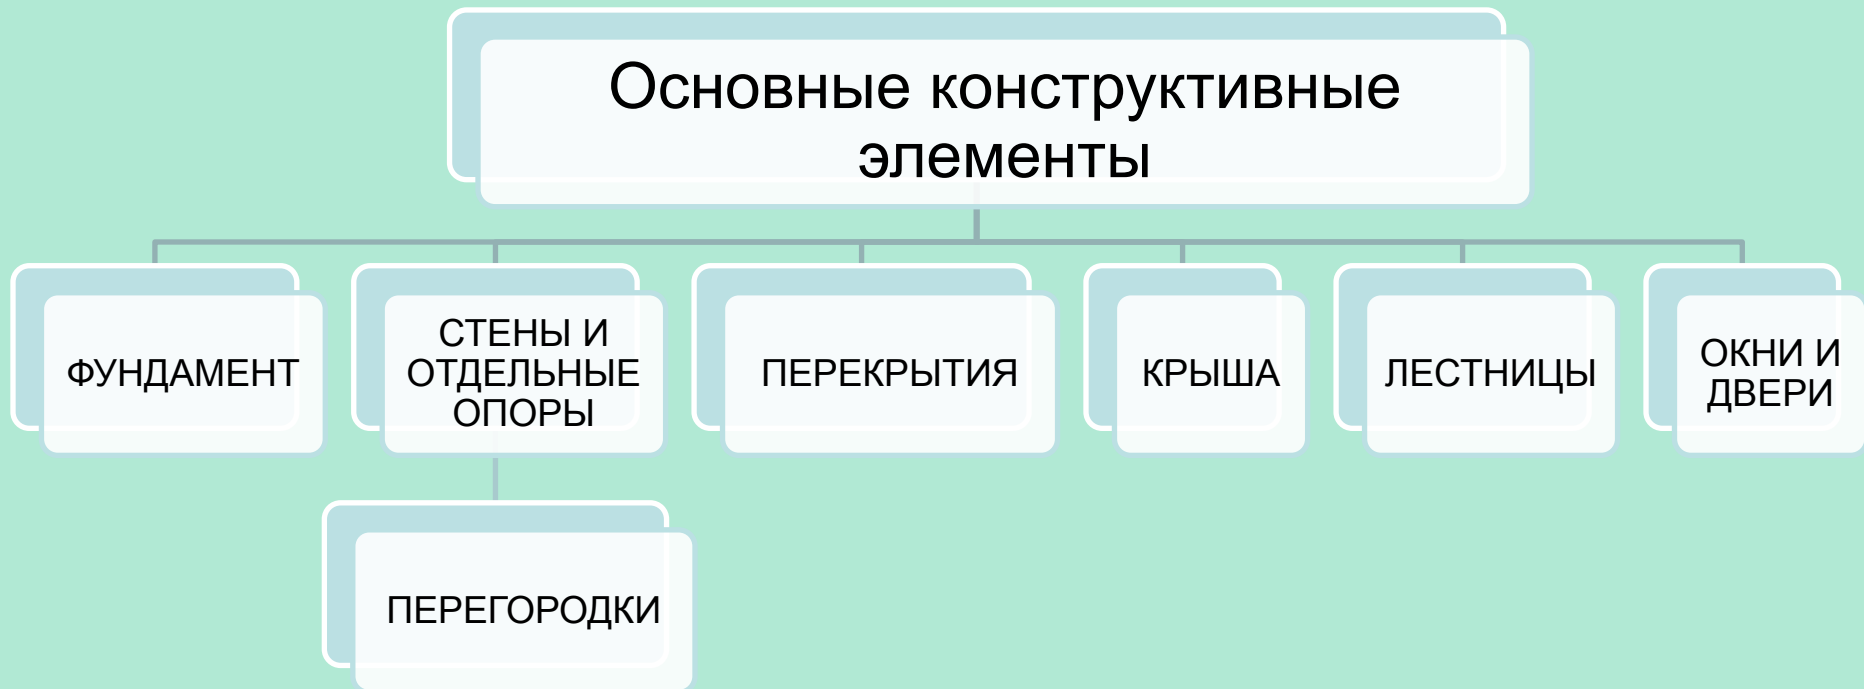 Основные конструктивные
элементы
ФУНДАМЕНТ
СТЕНЫ И
ОТДЕЛЬНЫЕ
ОПОРЫ
ПЕРЕКРЫТИЯ
КРЫША
ЛЕСТНИЦЫ
ОКНИ И
ДВЕРИ
ПЕРЕГОРОДКИ